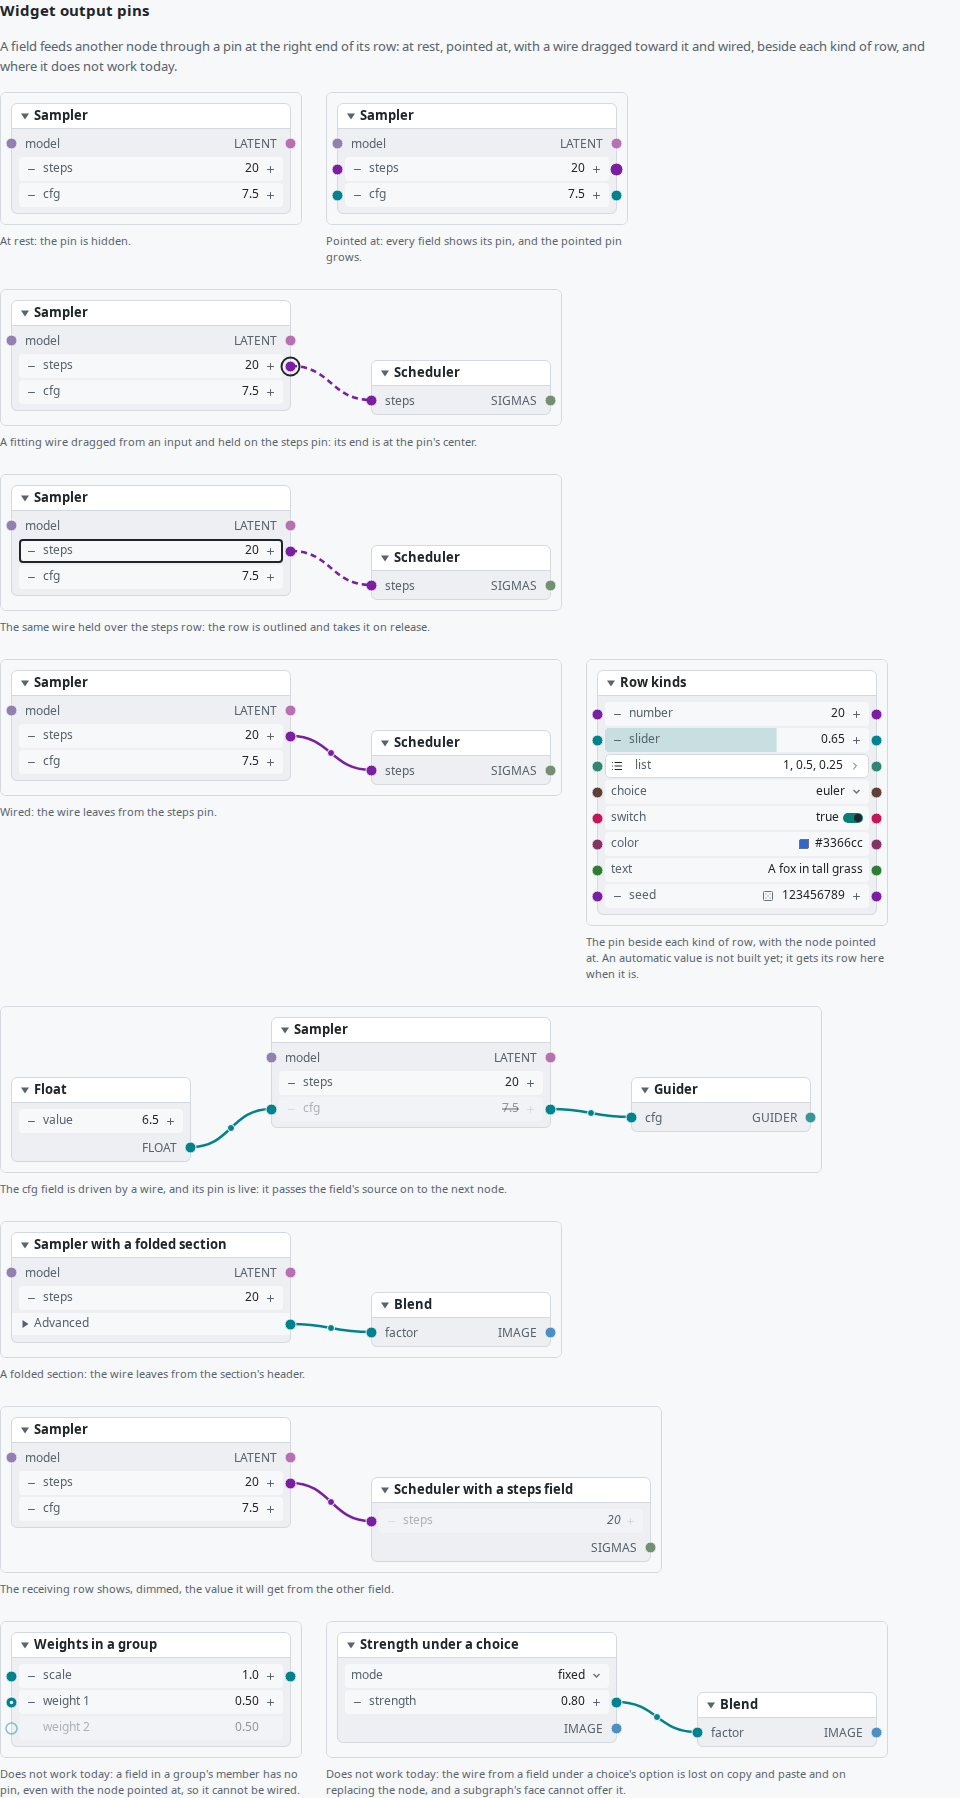 Widget output pins
A field feeds another node through a pin at the right end of its row: at rest, pointed at, with a wire dragged toward it and wired, beside each kind of row, and
where it does not work today.
Sampler
model LATENT
– steps 20 +
– cfg 7.5 +
At rest: the pin is hidden.
Sampler
model LATENT
– steps 20 +
– cfg 7.5 +
Pointed at: every field shows its pin, and the pointed pin
grows.
Sampler
model LATENT
– steps 20 +
– cfg 7.5 +
Scheduler
steps SIGMAS
A fitting wire dragged from an input and held on the steps pin: its end is at the pin's center.
Sampler
model LATENT
– steps 20 +
– cfg 7.5 +
Scheduler
steps SIGMAS
The same wire held over the steps row: the row is outlined and takes it on release.
Sampler
model LATENT
– steps 20 +
– cfg 7.5 +
Scheduler
steps SIGMAS
Wired: the wire leaves from the steps pin.
Row kinds
– number 20 +
– slider 0.65 +
list 1, 0.5, 0.25
choice euler
switch true
color #3366cc
text A fox in tall grass
– seed 123456789 +
The pin beside each kind of row, with the node pointed
at. An automatic value is not built yet; it gets its row here
when it is.
Float
– value 6.5 +
FLOAT
Sampler
model LATENT
– steps 20 +
– cfg 7.5 +
Guider
cfg GUIDER
The cfg field is driven by a wire, and its pin is live: it passes the field's source on to the next node.
Sampler with a folded section
model LATENT
– steps 20 +
Advanced
Blend
factor IMAGE
A folded section: the wire leaves from the section's header.
Sampler
model LATENT
– steps 20 +
– cfg 7.5 +
Scheduler with a steps field
– steps 20 +
SIGMAS
The receiving row shows, dimmed, the value it will get from the other field.
Weights in a group
– scale 1.0 +
– weight 1 0.50 +
weight 2 0.50
Does not work today: a field in a group's member has no
pin, even with the node pointed at, so it cannot be wired.
Strength under a choice
mode fixed
– strength 0.80 +
IMAGE
Blend
factor IMAGE
Does not work today: the wire from a field under a choice's option is lost on copy and paste and on
replacing the node, and a subgraph's face cannot offer it.